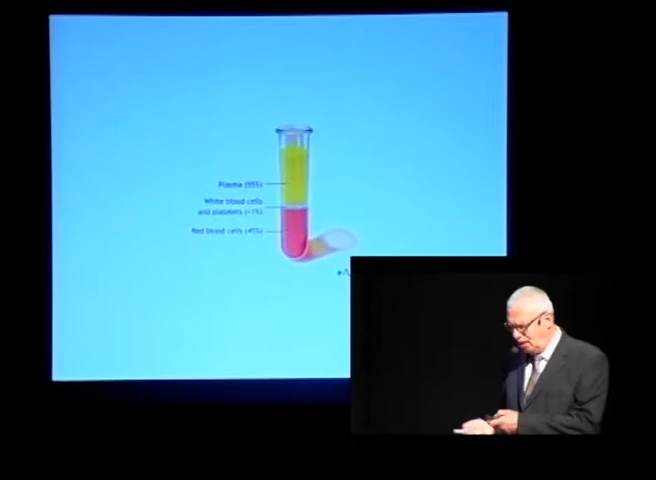 Plasma (55%)
White blood cells
and platelets (<1%)
Red blood cells (45%)